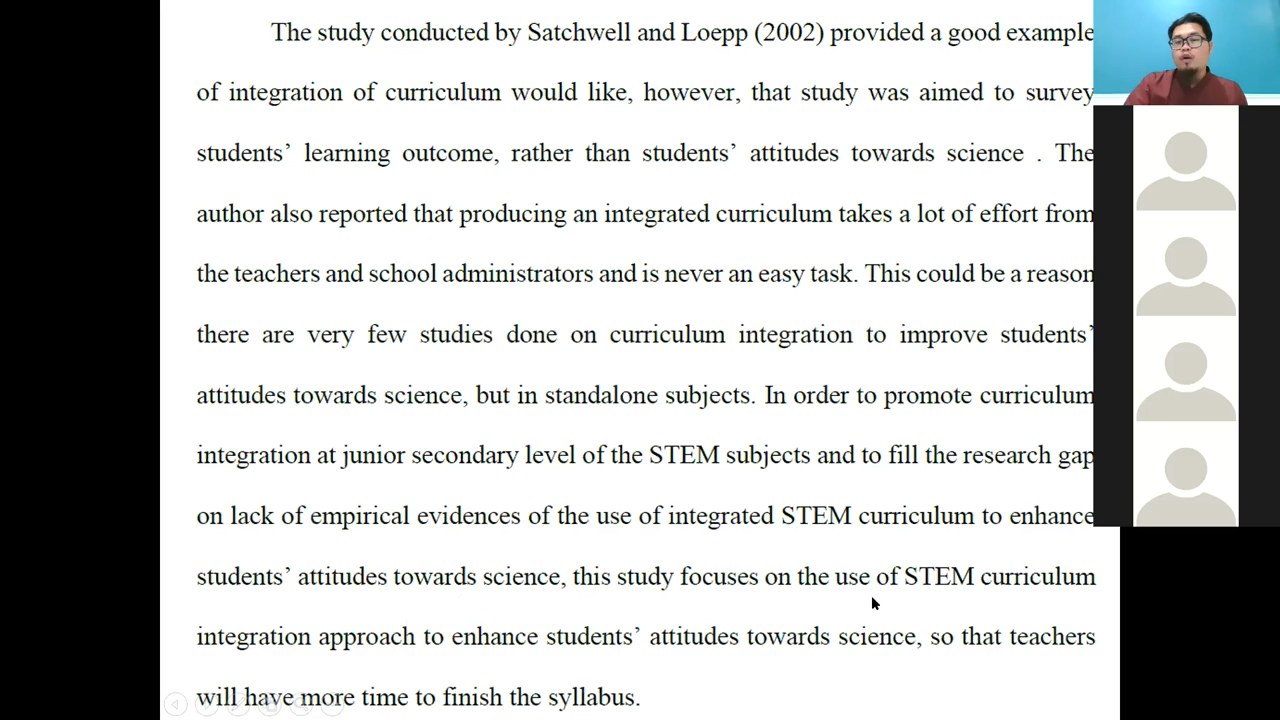 The study conducted by Satchwell and Loepp (2002) provided a good example
of integration of curriculum would like, however, that study was aimed to survey
students’ learning outcome, rather than students’ attitudes towards science . The
author also reported that producing an integrated curriculum takes a lot of effort from
the teachers and school administrators and is never an easy task. This could be a reason
there are very few studies done on curriculum integration to improve students’
attitudes towards science, but in standalone subjects. In order to promote curriculum
integration at junior secondary level of the STEM subjects and to fill the research gap
on lack of empirical evidences of the use of integrated STEM curriculum to enhance
students’ attitudes towards science, this study focuses on the use of STEM curriculum
integration approach to enhance students’ attitudes towards science, so that teachers
will have more time to finish the syllabus.